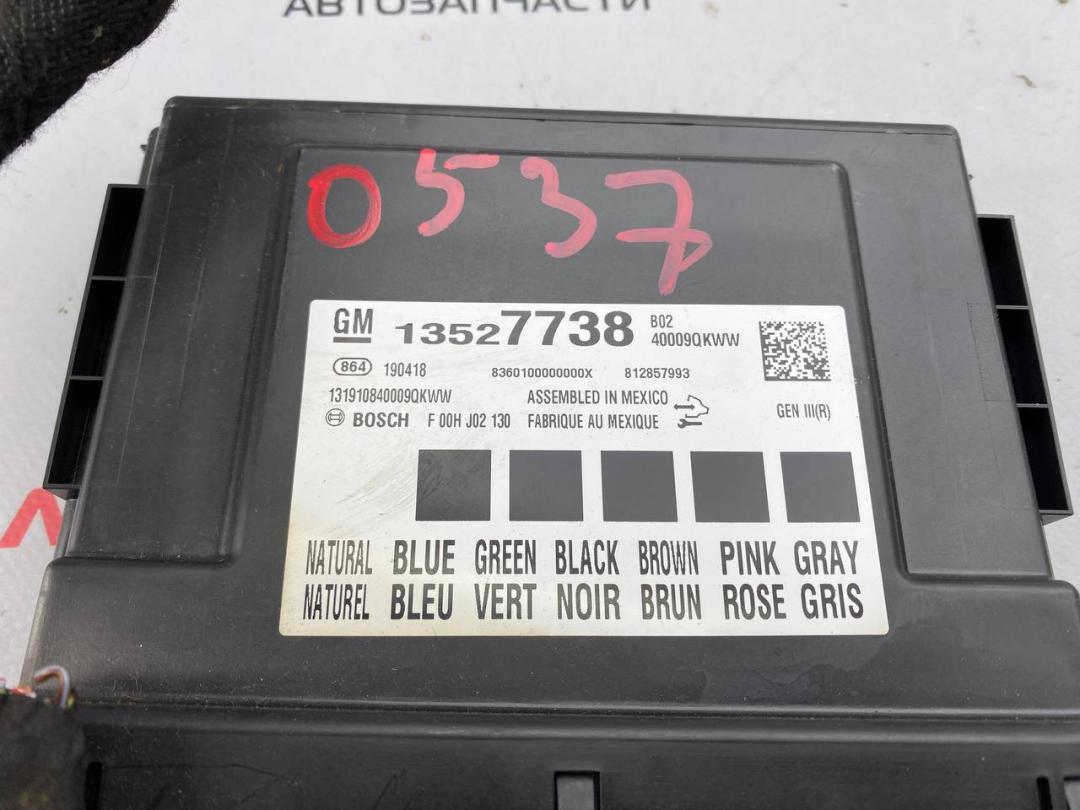 АВТОЗАПЧАСТИ
0537
GM 13527738 B02
40009QKWW
864 190418 8360100000000X 812857993
131910840009QKWW ASSEMBLED IN MEXICO GEN III(R)
BOSCH F 00H J02 130 FABRIQUE AU MEXIQUE
NATURAL BLUE GREEN BLACK BROWN PINK GRAY
NATUREL BLEU VERT NOIR BRUN ROSE GRIS